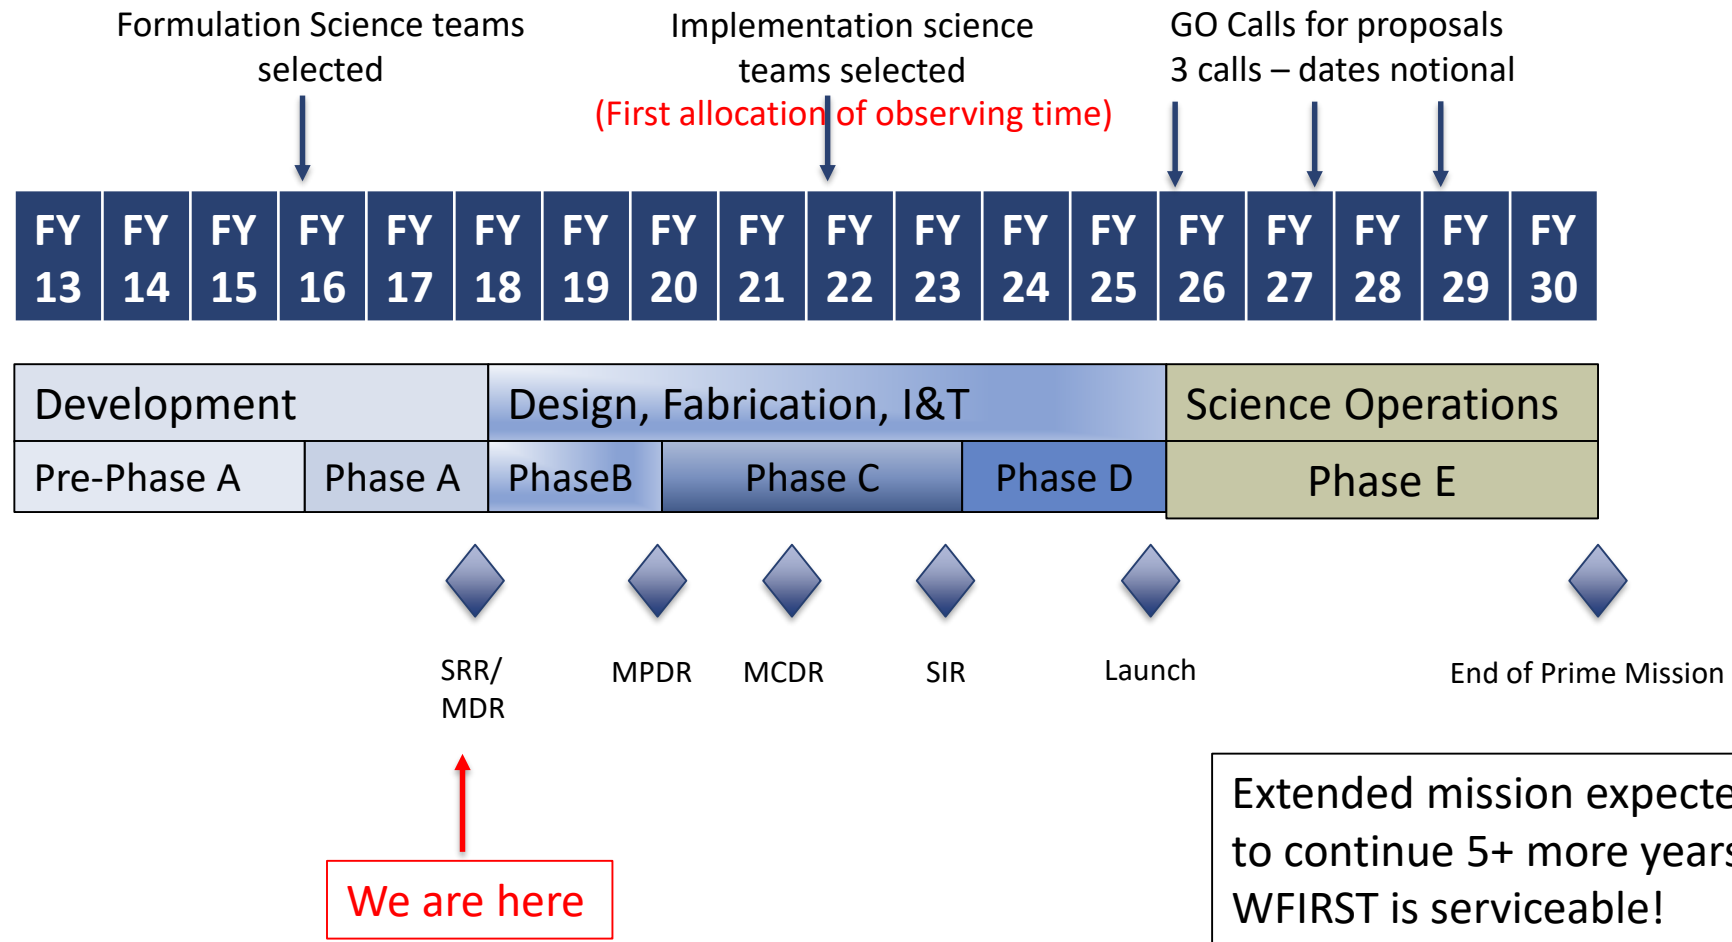 Formulation Science teams
selected
Implementation science
teams selected
(First allocation of observing time)
GO Calls for proposals
3 calls – dates notional
FY 13
FY 14
FY 15
FY 16
FY 17
FY 18
FY 19
FY 20
FY 21
FY 22
FY 23
FY 24
FY 25
FY 26
FY 27
FY 28
FY 29
FY 30
Development
Design, Fabrication, I&T
Science Operations
Pre-Phase A
Phase A
PhaseB
Phase C
Phase D
Phase E
SRR/
MDR
MPDR
MCDR
SIR
Launch
End of Prime Mission
We are here
Extended mission expecte
to continue 5+ more years
WFIRST is serviceable!